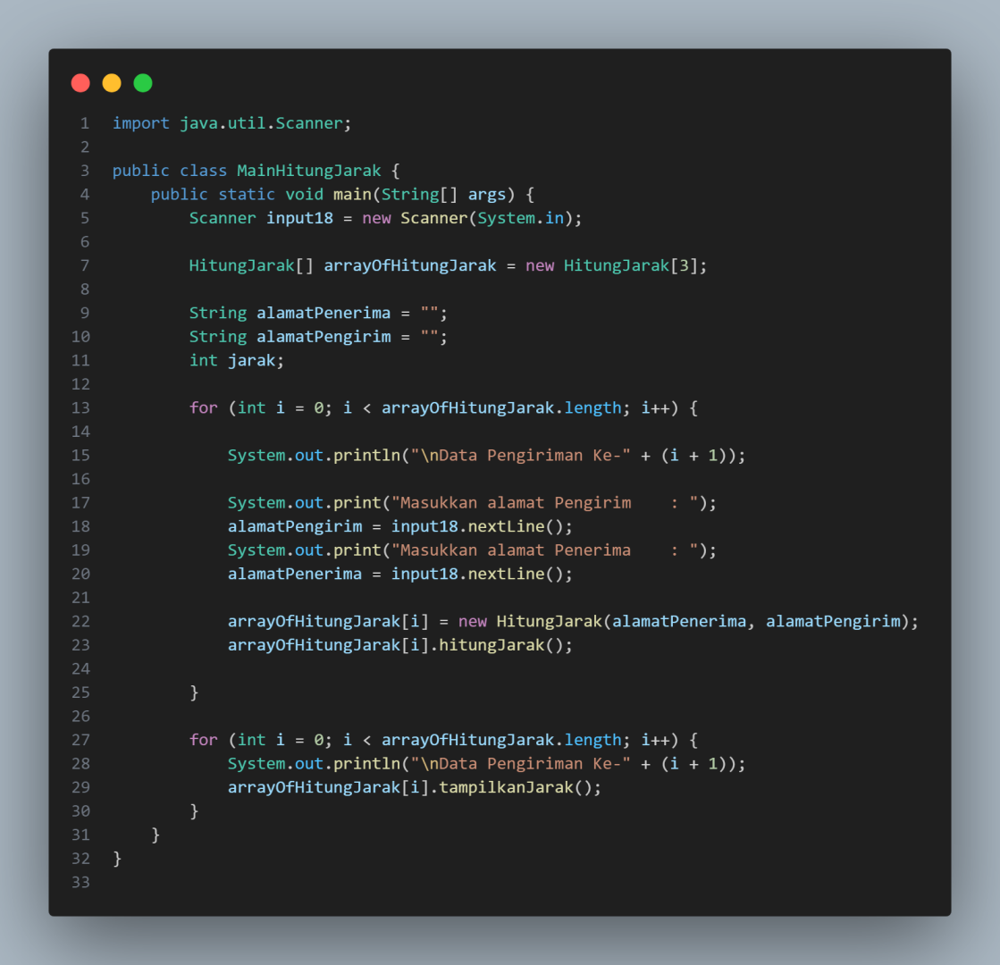 1 import java.util.Scanner;
2
3 public class MainHitungJarak {
4     public static void main(String[] args) {
5         Scanner input18 = new Scanner(System.in);
6
7         HitungJarak[] arrayOfHitungJarak = new HitungJarak[3];
8
9         String alamatPenerima = "";
10         String alamatPengirim = "";
11         int jarak;
12
13         for (int i = 0; i < arrayOfHitungJarak.length; i++) {
14
15             System.out.println("\nData Pengiriman Ke-" + (i + 1));
16
17             System.out.print("Masukkan alamat Pengirim    : ");
18             alamatPengirim = input18.nextLine();
19             System.out.print("Masukkan alamat Penerima    : ");
20             alamatPenerima = input18.nextLine();
21
22             arrayOfHitungJarak[i] = new HitungJarak(alamatPenerima, alamatPengirim);
23             arrayOfHitungJarak[i].hitungJarak();
24
25         }
26
27         for (int i = 0; i < arrayOfHitungJarak.length; i++) {
28             System.out.println("\nData Pengiriman Ke-" + (i + 1));
29             arrayOfHitungJarak[i].tampilkanJarak();
30         }
31     }
32 }
33